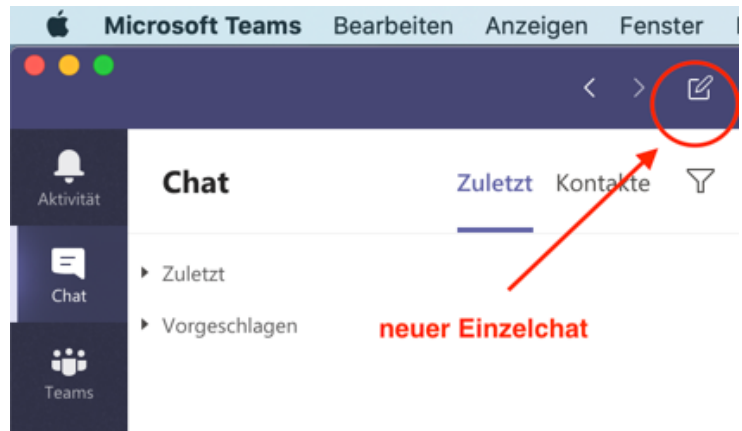 Microsoft Teams Bearbeiten Anzeigen Fenster
Aktivität
Chat Zuletzt Kontakte
Chat
Zuletzt
Vorgeschlagen
neuer Einzelchat
Teams